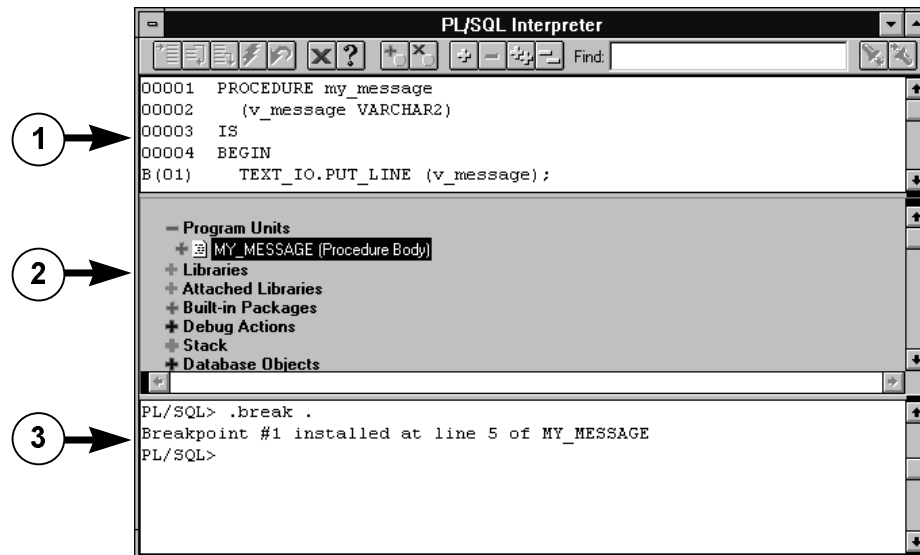 PL/SQL Interpreter
Find:
00001 PROCEDURE my_message
00002 (v_message VARCHAR2)
1
00003 IS
00004 BEGIN
B(01) TEXT_IO.PUT_LINE (v_message);
Program Units
MY_MESSAGE (Procedure Body)
2
Libraries
Attached Libraries
Built-in Packages
Debug Actions
Stack
Database Objects
PL/SQL> .break .
3
Breakpoint #1 installed at line 5 of MY_MESSAGE
PL/SQL>